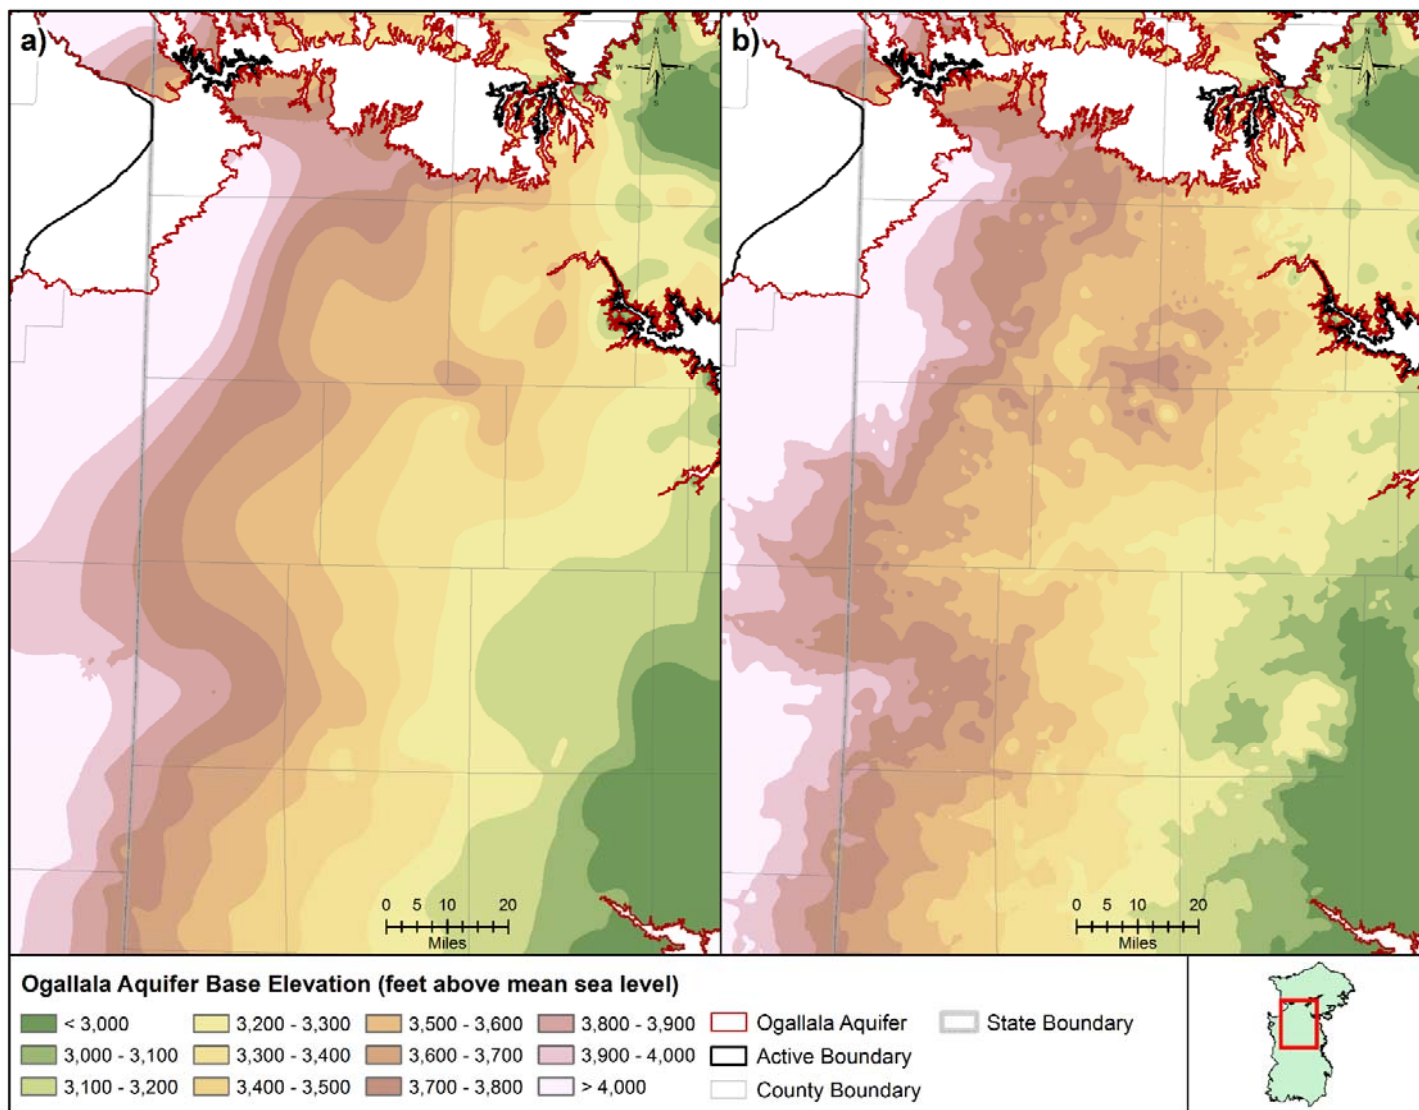 a)
b)
N
W
E
S
N
W
E
S
0 5 10 20
Miles
0 5 10 20
Miles
Ogallala Aquifer Base Elevation (feet above mean sea level)
< 3,000
3,200 - 3,300
3,500 - 3,600
3,800 - 3,900
Ogallala Aquifer
State Boundary
3,000 - 3,100
3,300 - 3,400
3,600 - 3,700
3,900 - 4,000
Active Boundary
3,100 - 3,200
3,400 - 3,500
3,700 - 3,800
> 4,000
County Boundary